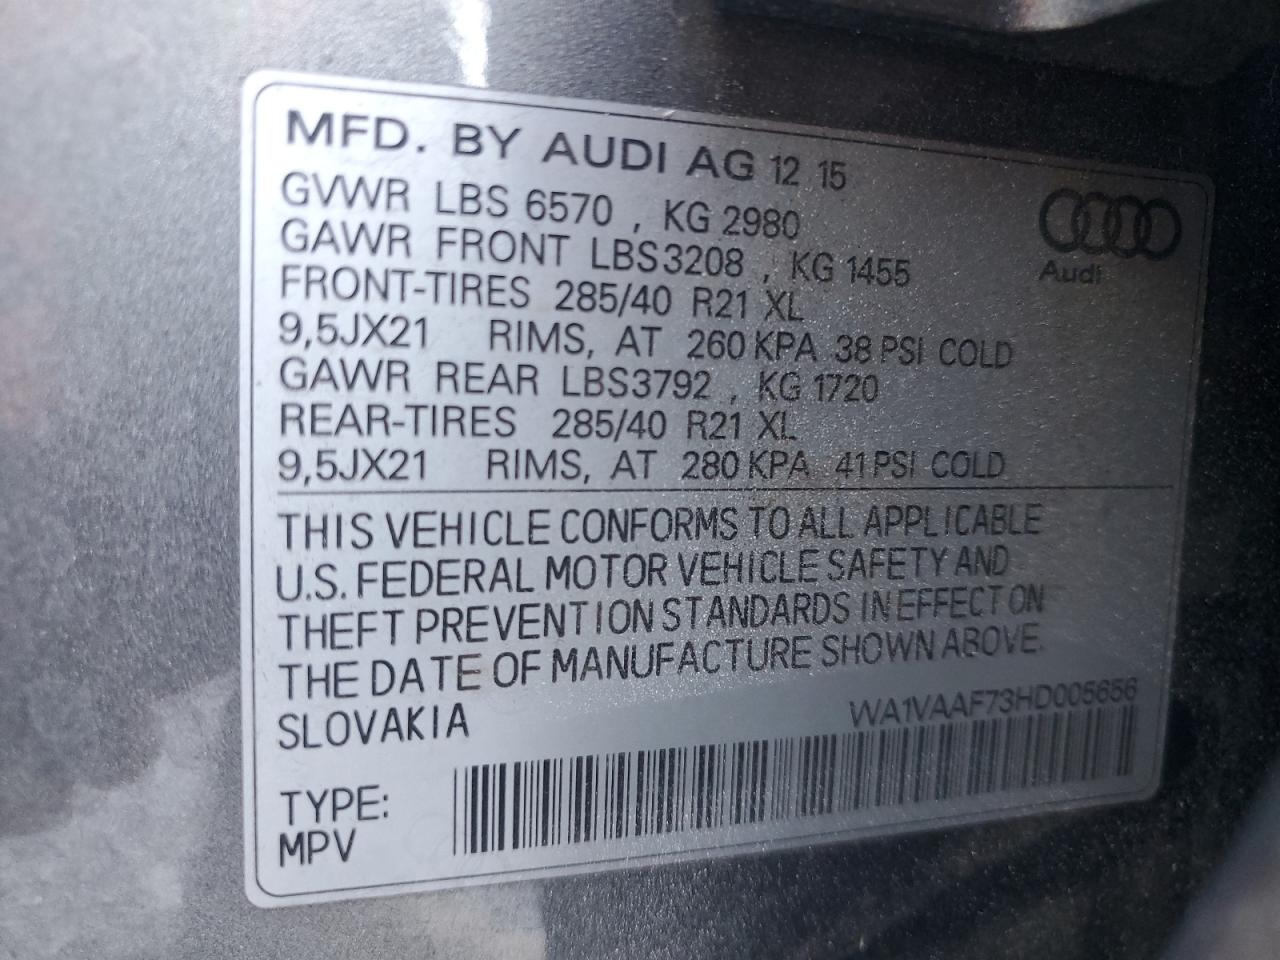 MFD. BY AUDI AG 12 15
GVWR LBS 6570 , KG 2980
GAWR FRONT LBS3208 , KG 1455
FRONT-TIRES 285/40 R21 XL
9,5JX21 RIMS, AT 260 KPA 38 PSI COLD
GAWR REAR LBS3792 , KG 1720
REAR-TIRES 285/40 R21 XL
9,5JX21 RIMS, AT 280 KPA 41 PSI COLD
Audi
THIS VEHICLE CONFORMS TO ALL APPLICABLE
U.S. FEDERAL MOTOR VEHICLE SAFETY AND
THEFT PREVENTION STANDARDS IN EFFECT ON
THE DATE OF MANUFACTURE SHOWN ABOVE.
SLOVAKIA
WA1VAAF73HD005656
TYPE:
MPV